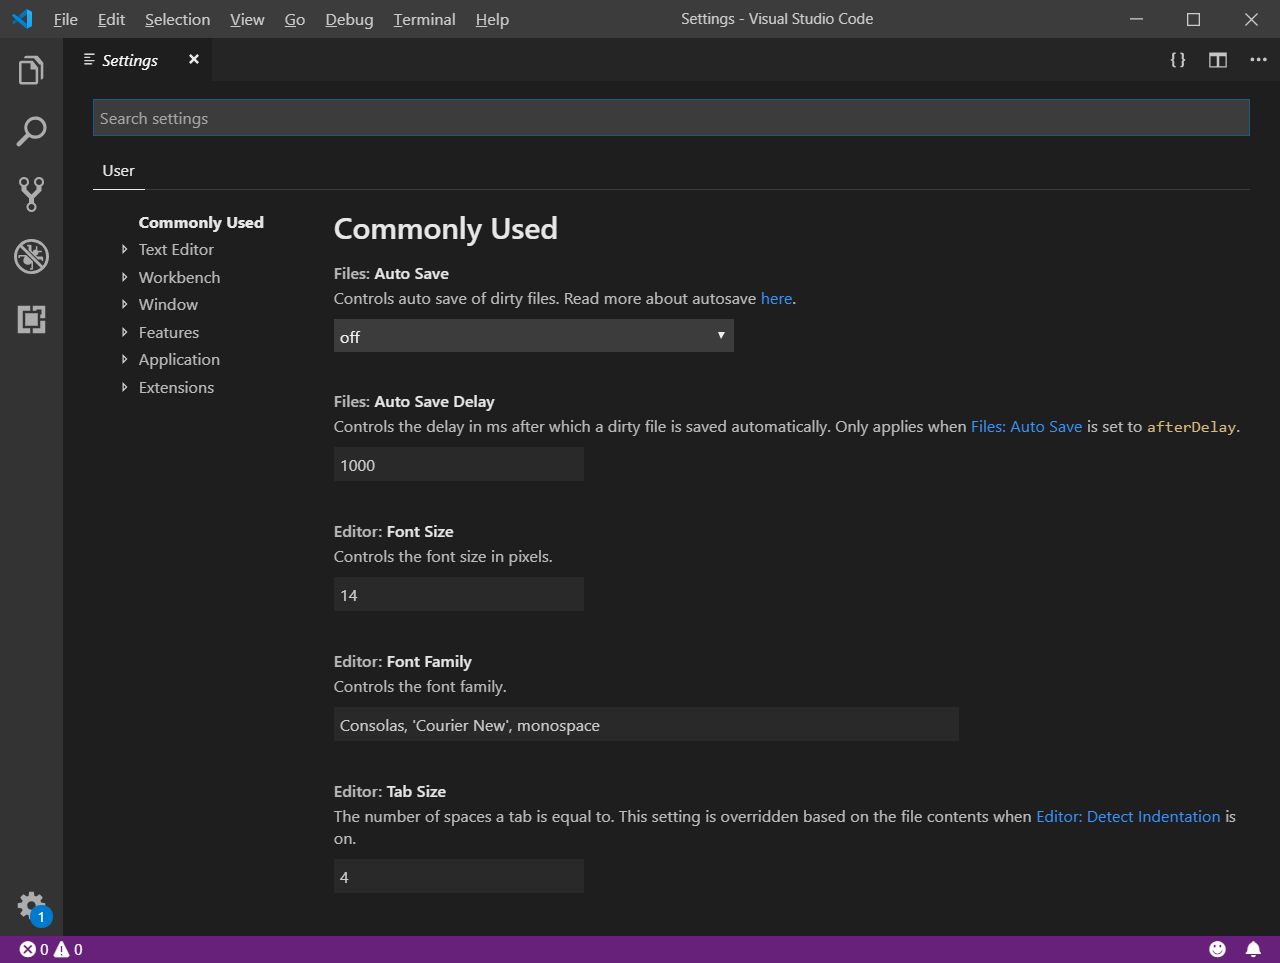 File Edit Selection View Go Debug Terminal Help Settings - Visual Studio Code
Settings
Search settings
User
Commonly Used
Text Editor
Workbench
Window
Features
Application
Extensions
Commonly Used
Files: Auto Save
Controls auto save of dirty files. Read more about autosave here.
off
Files: Auto Save Delay
Controls the delay in ms after which a dirty file is saved automatically. Only applies when Files: Auto Save is set to afterDelay.
1000
Editor: Font Size
Controls the font size in pixels.
14
Editor: Font Family
Controls the font family.
Consolas, 'Courier New', monospace
Editor: Tab Size
The number of spaces a tab is equal to. This setting is overridden based on the file contents when Editor: Detect Indentation is
on.
4
1
0 0